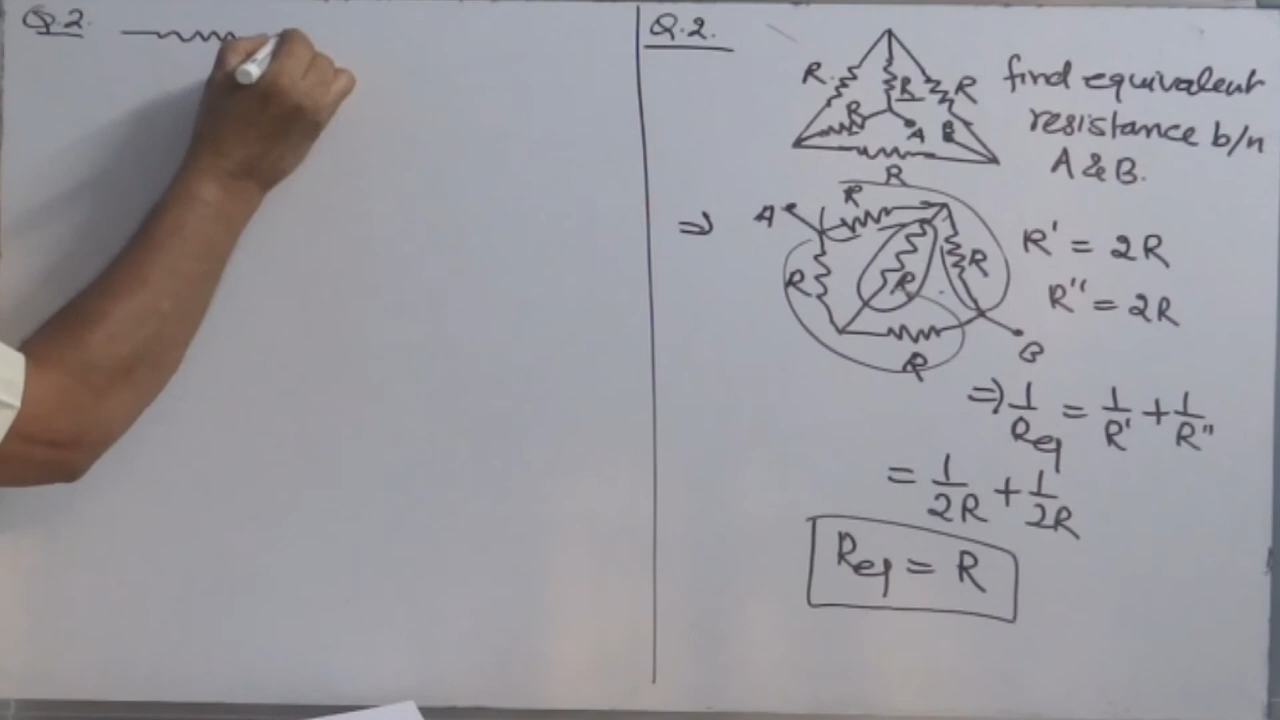 Q.2.
Q.2.
R R R find equivalent
R A B resistance b/n
R A & B.
⇒ A R
R R R R' = 2R
R'' = 2R
R B
⇒ 1/Req = 1/R' + 1/R''
= 1/2R + 1/2R
Req = R